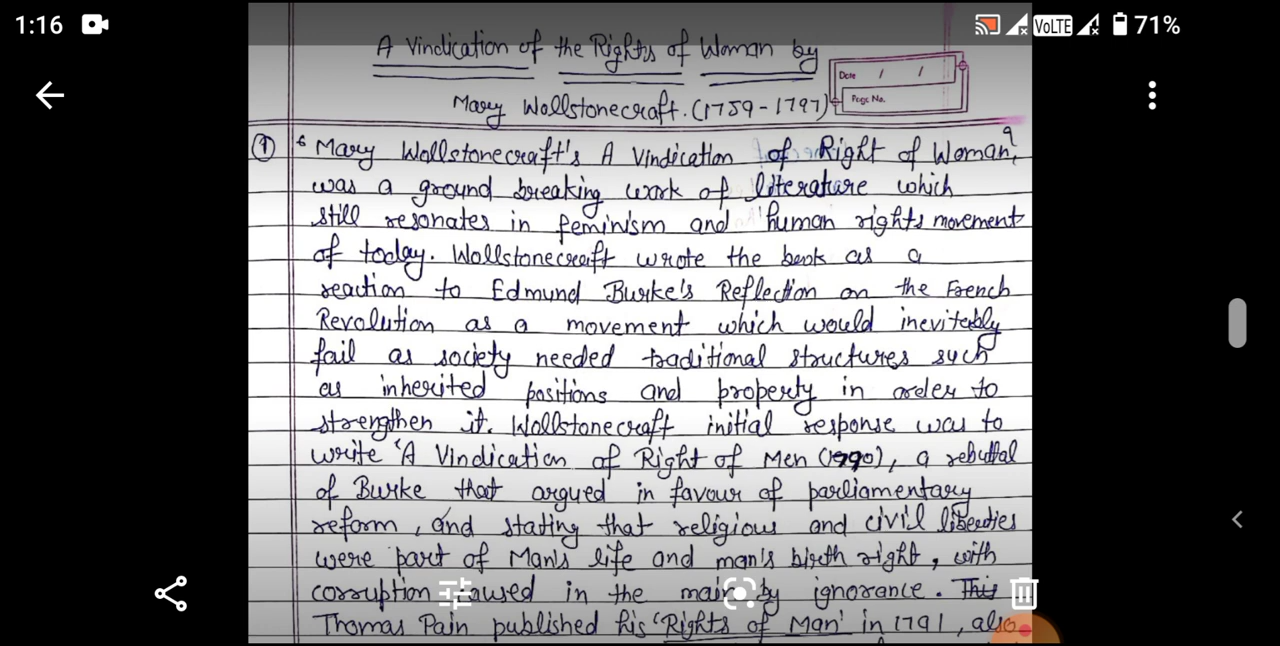 1:16
VoLTE
71%
A Vindication of the Rights of Woman by
Date / /
Page No.
Mary Wollstonecraft. (1759-1797)
① ‘Mary Wollstonecraft's A Vindication of Right of Woman’
was a ground breaking work of literature which
still resonates in feminism and human rights movement
of today. Wollstonecraft wrote the book as a
reaction to Edmund Burke's Reflection on the French
Revolution as a movement which would inevitably
fail as society needed traditional structures such
as inherited positions and property in order to
strengthen it. Wollstonecraft initial response was to
write ‘A Vindication of Right of Men (1790), a rebuttal
of Burke that argued in favour of parliamentary
reform, and stating that religious and civil liberties
were part of Man's life and man's birth right, with
corruption caused in the main by ignorance. This
Thomas Pain published his ‘Rights of Man’ in 1791, also